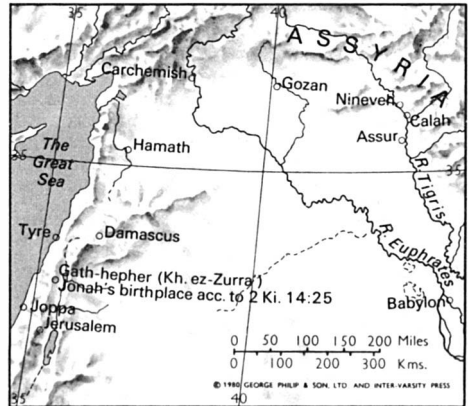 35
40
ASSYRIA
Carchemish
Gozan
Nineveh
Calah
Assur
The
Great
Sea
Hamath
35
35
R. Tigris
Tyre
Damascus
R. Euphrates
Gath-hepher (Kh. ez-Zurra')
Jonah's birthplace acc. to 2 Ki. 14:25
Babylon
Joppa
Jerusalem
0 50 100 150 200 Miles
0 100 200 300 Kms.
35
40
© 1980 GEORGE PHILIP & SON, LTD AND INTER-VARSITY PRESS